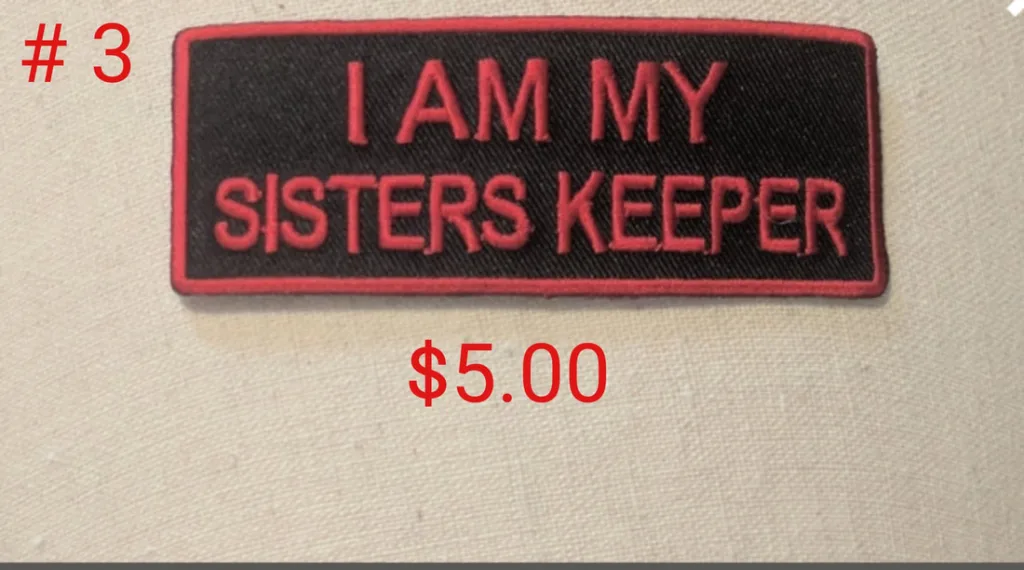 # 3
I AM MY
SISTERS KEEPER
$5.00